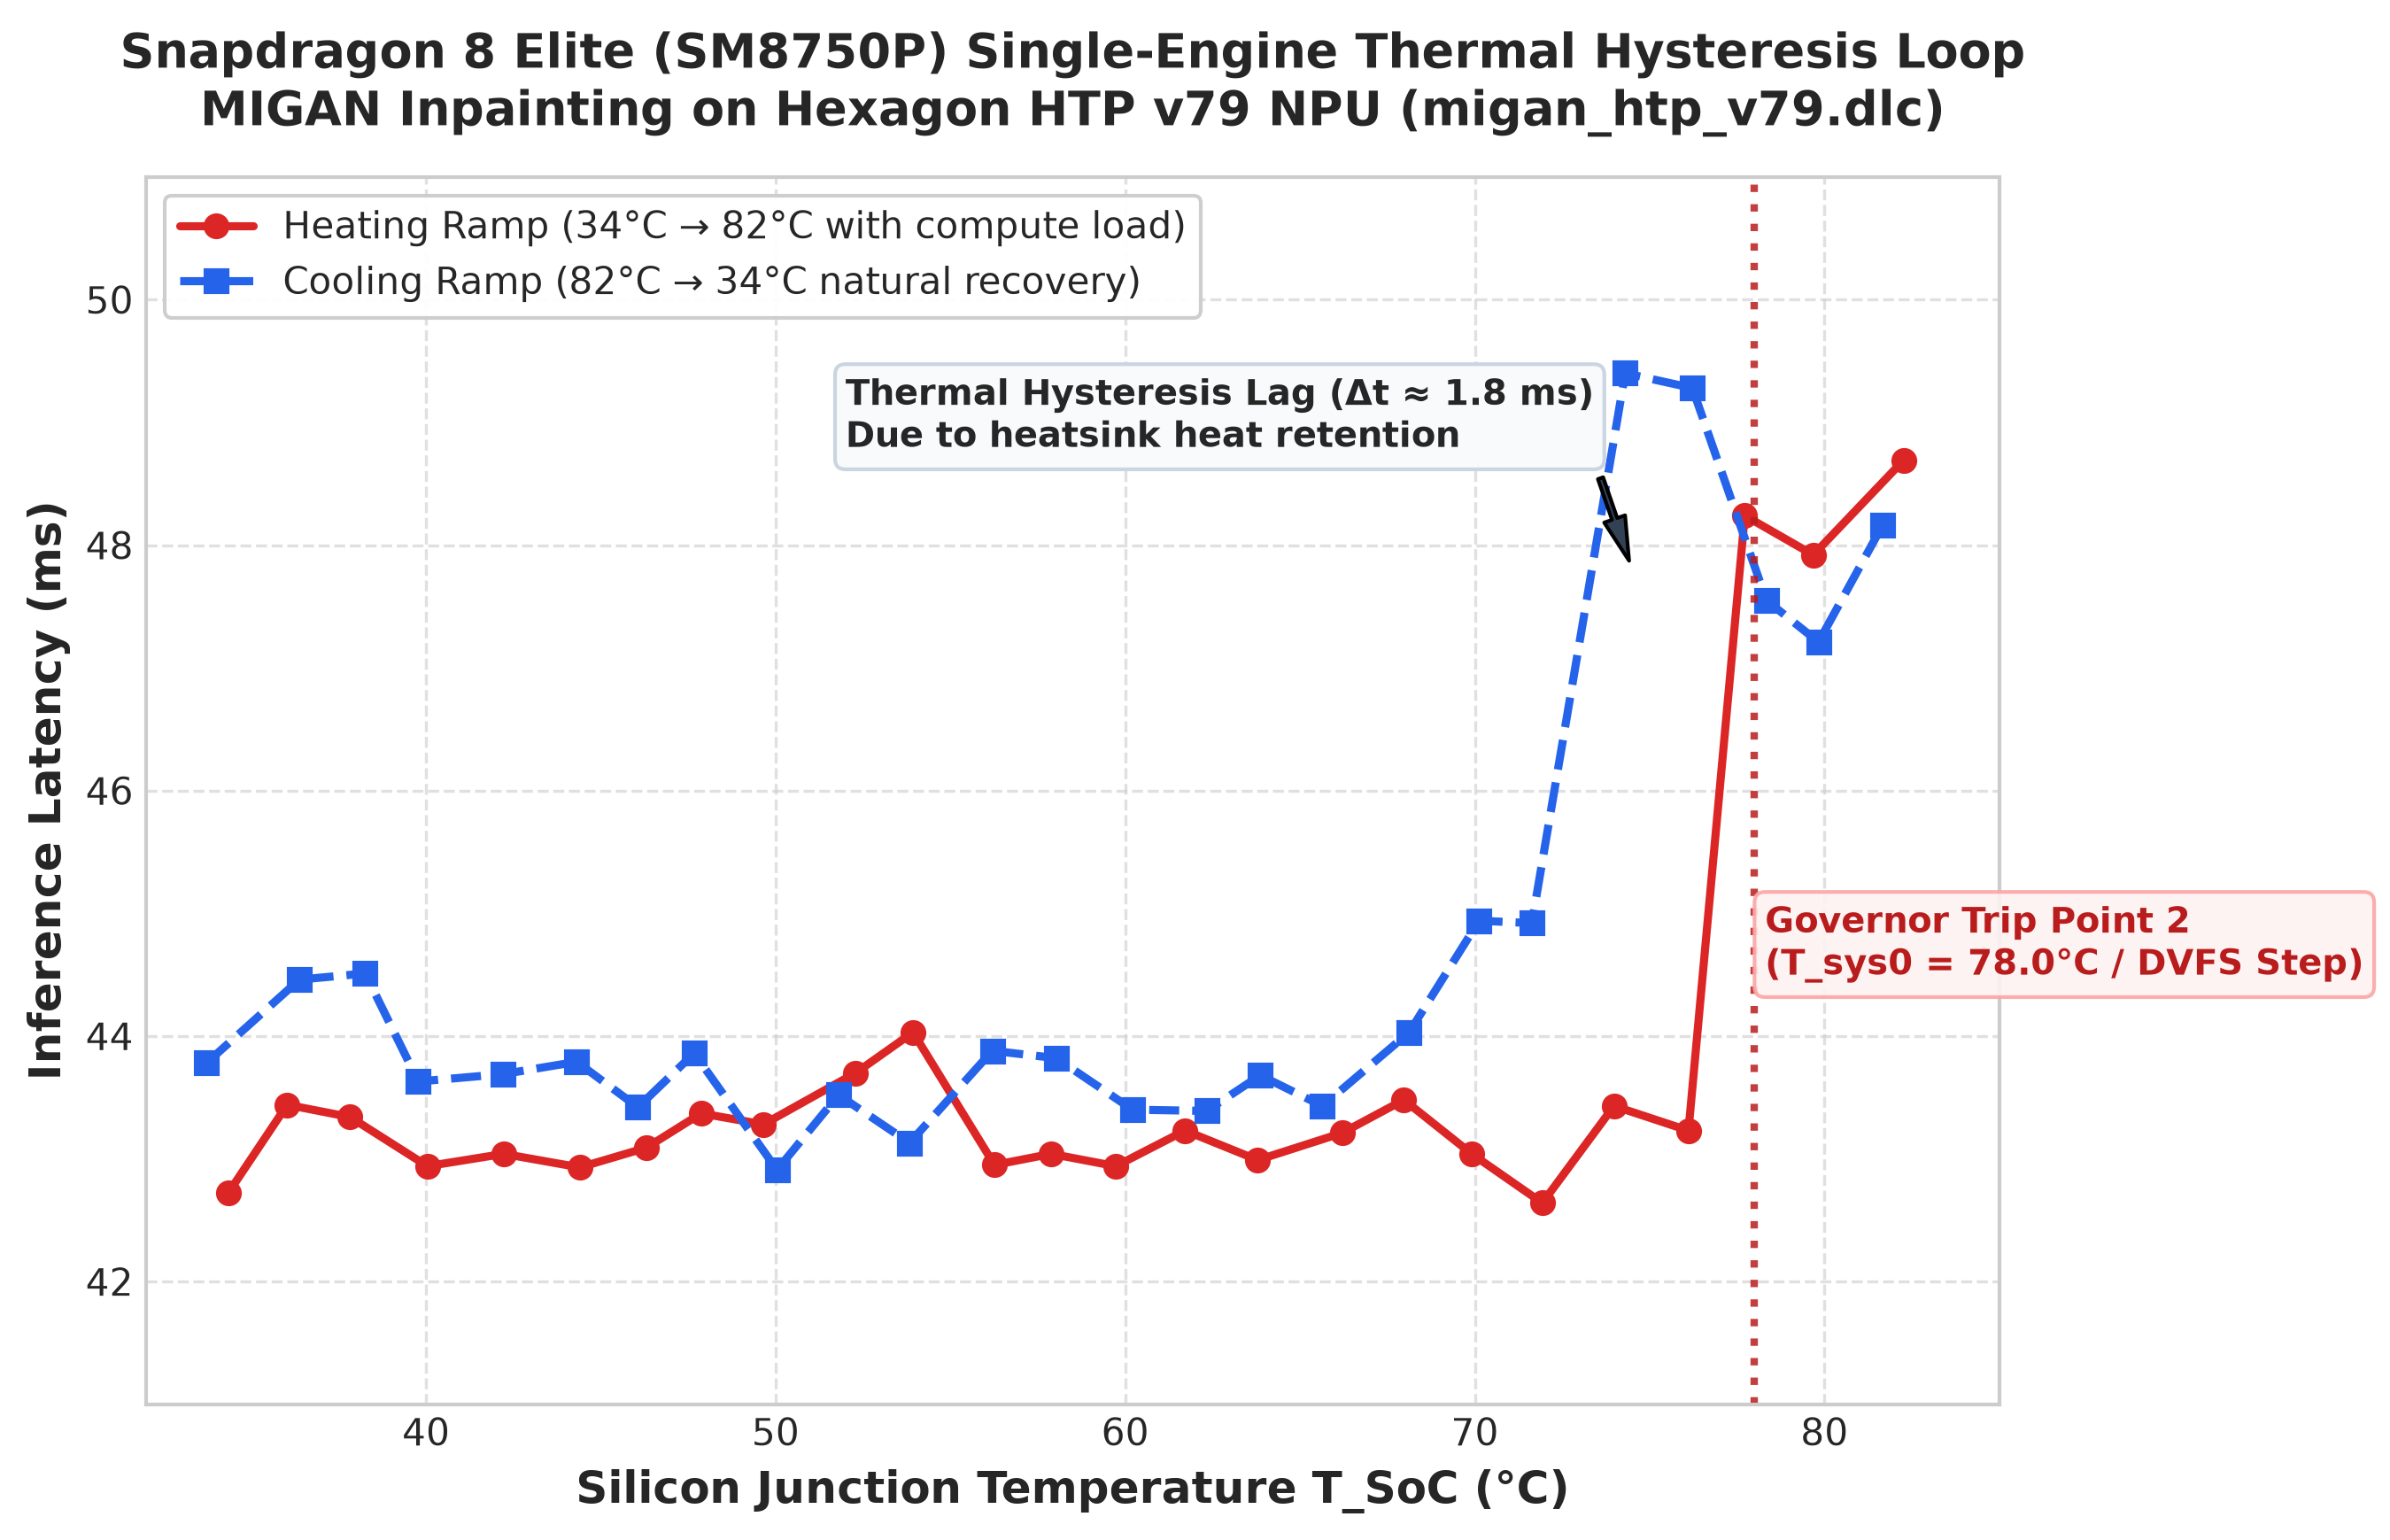 Snapdragon 8 Elite (SM8750P) Single-Engine Thermal Hysteresis Loop
MIGAN Inpainting on Hexagon HTP v79 NPU (migan_htp_v79.dlc)
Heating Ramp (34°C → 82°C with compute load)
Cooling Ramp (82°C → 34°C natural recovery)
Thermal Hysteresis Lag (Δt ≈ 1.8 ms)
Due to heatsink heat retention
Governor Trip Point 2
(T_sys0 = 78.0°C / DVFS Step)
Inference Latency (ms)
50
48
46
44
42
40
50
60
70
80
Silicon Junction Temperature T_SoC (°C)